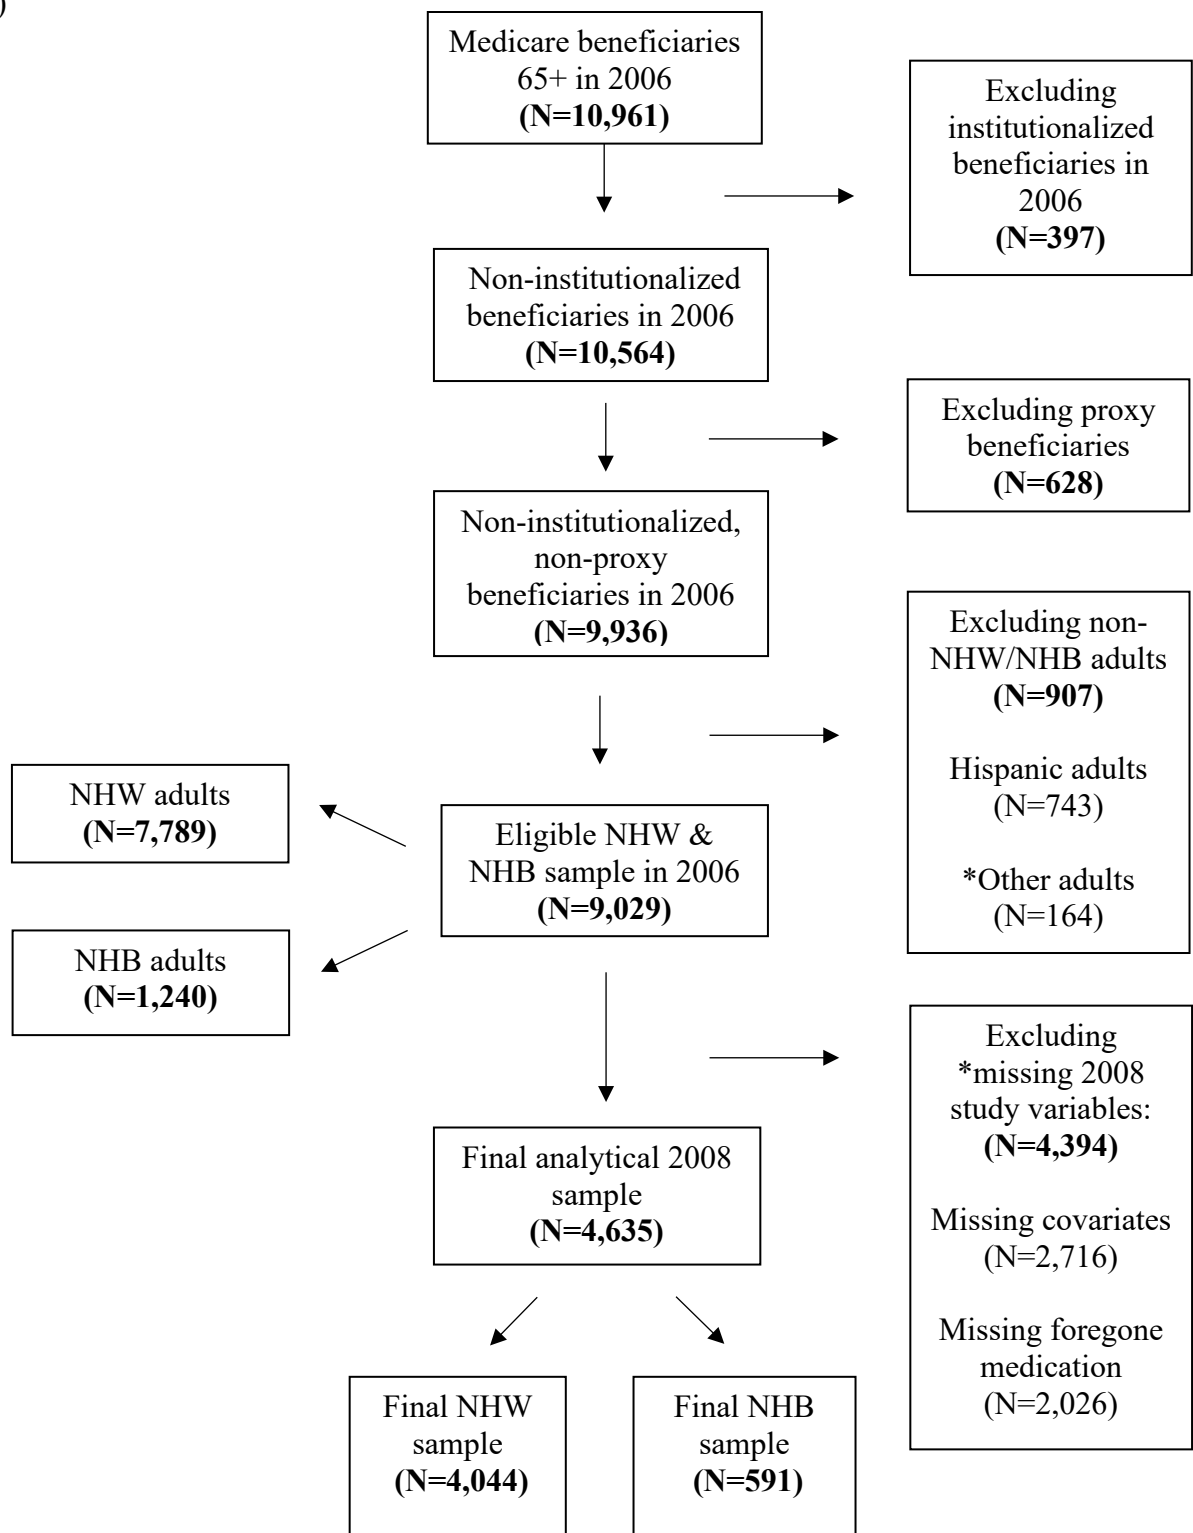 )
Medicare beneficiaries
65+ in 2006
(N=10,961)
Excluding
institutionalized
beneficiaries in
2006
(N=397)
Non-institutionalized
beneficiaries in 2006
(N=10,564)
Excluding proxy
beneficiaries
(N=628)
Non-institutionalized,
non-proxy
beneficiaries in 2006
(N=9,936)
Excluding non-
NHW/NHB adults
(N=907)
Hispanic adults
(N=743)
*Other adults
(N=164)
NHW adults
(N=7,789)
Eligible NHW &
NHB sample in 2006
(N=9,029)
NHB adults
(N=1,240)
Excluding
*missing 2008
study variables:
(N=4,394)
Missing covariates
(N=2,716)
Missing foregone
medication
(N=2,026)
Final analytical 2008
sample
(N=4,635)
Final NHW
sample
(N=4,044)
Final NHB
sample
(N=591)